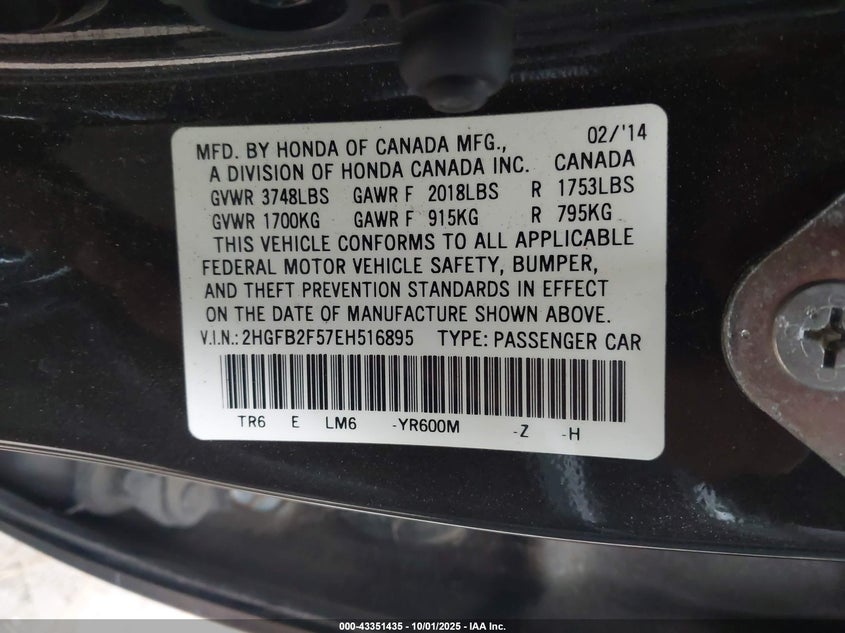 MFD. BY HONDA OF CANADA MFG., 02/'14
A DIVISION OF HONDA CANADA INC. CANADA
GVWR 3748LBS GAWR F 2018LBS R 1753LBS
GVWR 1700KG GAWR F 915KG R 795KG
THIS VEHICLE CONFORMS TO ALL APPLICABLE
FEDERAL MOTOR VEHICLE SAFETY, BUMPER,
AND THEFT PREVENTION STANDARDS IN EFFECT
ON THE DATE OF MANUFACTURE SHOWN ABOVE.
V.I.N.: 2HGFB2F57EH516895 TYPE: PASSENGER CAR
TR6 E LM6 -YR600M -Z -H
000-43351435 - 10/01/2025 - IAA Inc.